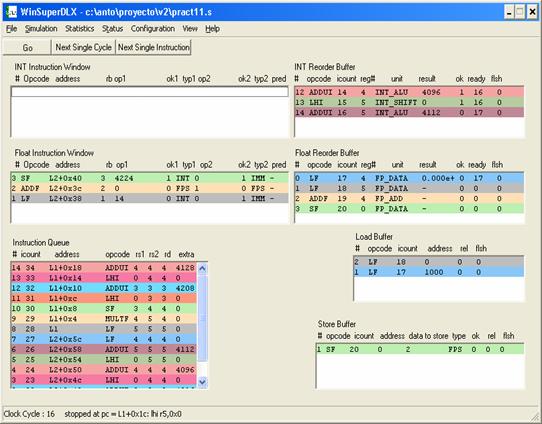 WinSuperDLX - c:\anto\proyecto\v2\pract11.s
File Simulation Statistics Status Configuration View Help
Go Next Single Cycle Next Single Instruction
INT Instruction Window
# Opcode address rb op1 ok1 typ1 op2 ok2 typ2 pred
INT Reorder Buffer
# opcode icount reg# unit result ok ready flsh
12 ADDUI 14 4 INT_ALU 4096 1 16 0
13 LHI 15 5 INT_SHIFT 0 1 16 0
14 ADDUI 16 4 INT_ALU 4112 0 17 0
Float Instruction Window
# Opcode address rb op1 ok1 typ1 op2 ok2 typ2 pred
3 SF L2+0x40 3 4224 1 INT 0 1 IMM -
2 ADDF L2+0x3c 2 0 0 FPS 1 0 FPS -
1 LF L2+0x38 1 14 0 INT 0 1 IMM -
Float Reorder Buffer
# opcode icount reg# unit result ok ready flsh
0 LF 17 4 FP_DATA 0.000e+ 0 17 0
1 LF 18 5 FP_DATA - 0 0 0
2 ADDF 19 4 FP_ADD - 0 0 0
3 SF 20 0 FP_DATA - 0 0 0
Instruction Queue
# icount address opcode rs1 rs2 rd extra
14 34 L1+0x18 ADDUI 4 4 4 4128
13 33 L1+0x14 LHI 0 4 4 0
12 32 L1+0x10 ADDUI 3 3 3 4208
11 31 L1+0xc LHI 0 3 3 0
10 30 L1+0x8 SF 3 4 4 0
9 29 L1+0x4 MULTF 4 5 4 0
8 28 L1 LF 5 5 5 0
7 27 L2+0x5c LF 4 4 4 0
6 26 L2+0x58 ADDUI 5 5 5 4112
5 25 L2+0x54 LHI 0 5 5 0
4 24 L2+0x50 ADDUI 4 4 4 4096
3 23 L2+0x4c LHI 0 4 4 0
Load Buffer
# opcode icount address rel flsh
2 LF 18 0 0 0
1 LF 17 1000 0 0
Store Buffer
# opcode icount address data to store type ok rel flsh
1 SF 20 0 2 FPS 0 0 0
Clock Cycle : 16 stopped at pc = L1+0x1c: lhi r5,0x0